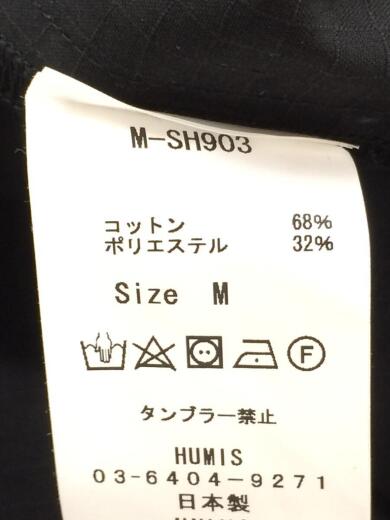 M-SH903
コットン 68%
ポリエステル 32%
Size M
F
タンブラー禁止
HUMIS
03-6404-9271
日本製